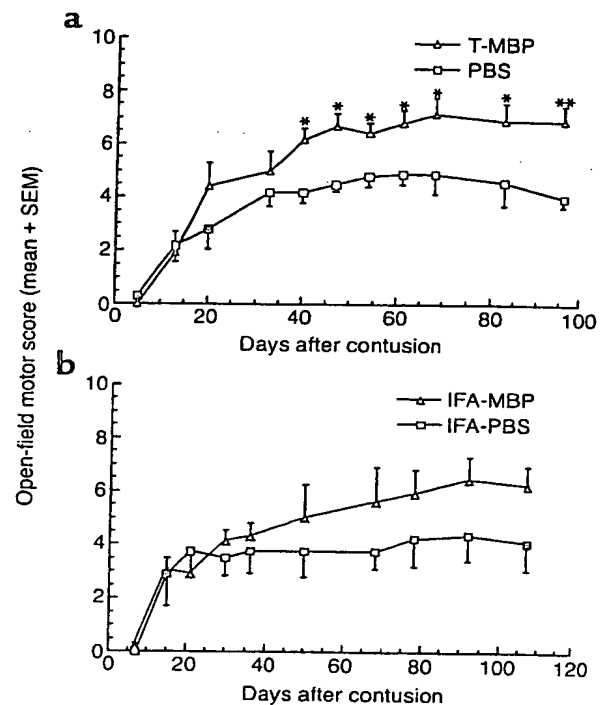 a
T-MBP
PBS
10
8
6
4
2
0
* * * * * * **
0 20 40 60 80 100
Days after contusion
Open-field motor score (mean + SEM)
b
IFA-MBP
IFA-PBS
10
8
6
4
2
0
0 20 40 60 80 100 120
Days after contusion